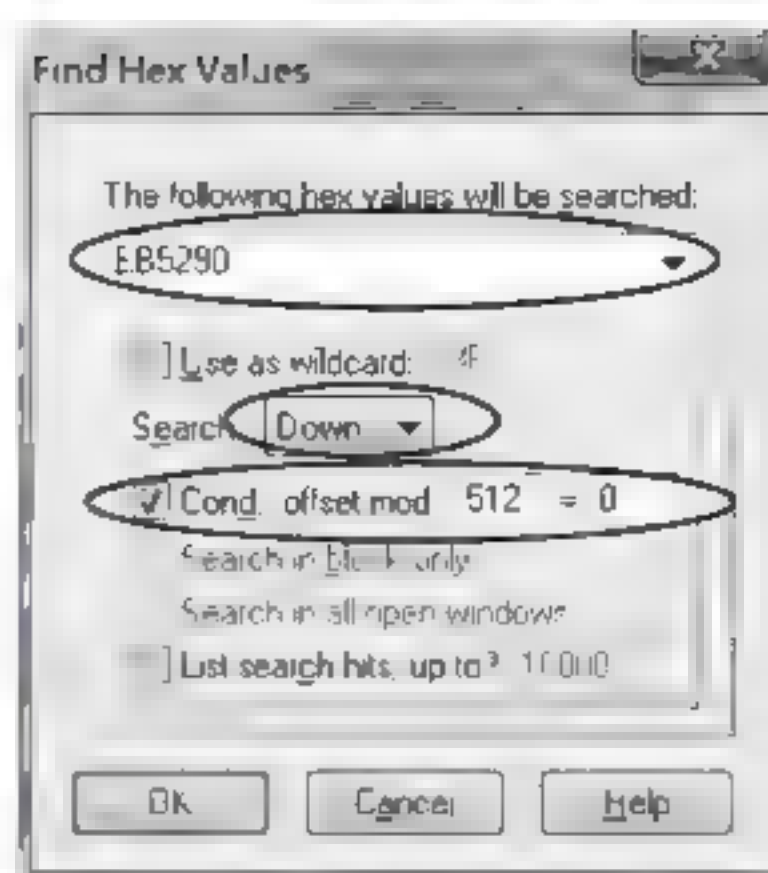 Find Hex Values
The following hex values will be searched:
EB5290
Use as wildcard:
Search: Down
Cond. offset mod 512 = 0
Search in block only
Search in all open windows
List search hits, up to 10000
OK Cancel Help